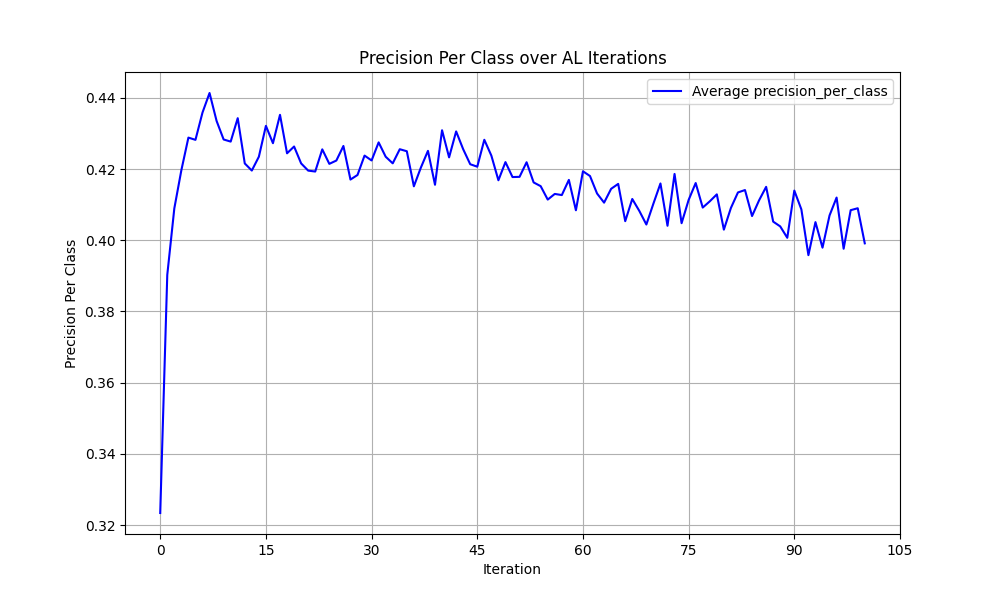 Precision Per Class over AL Iterations
Average precision_per_class
Precision Per Class
0.44
0.42
0.40
0.38
0.36
0.34
0.32
0 15 30 45 60 75 90 105
Iteration